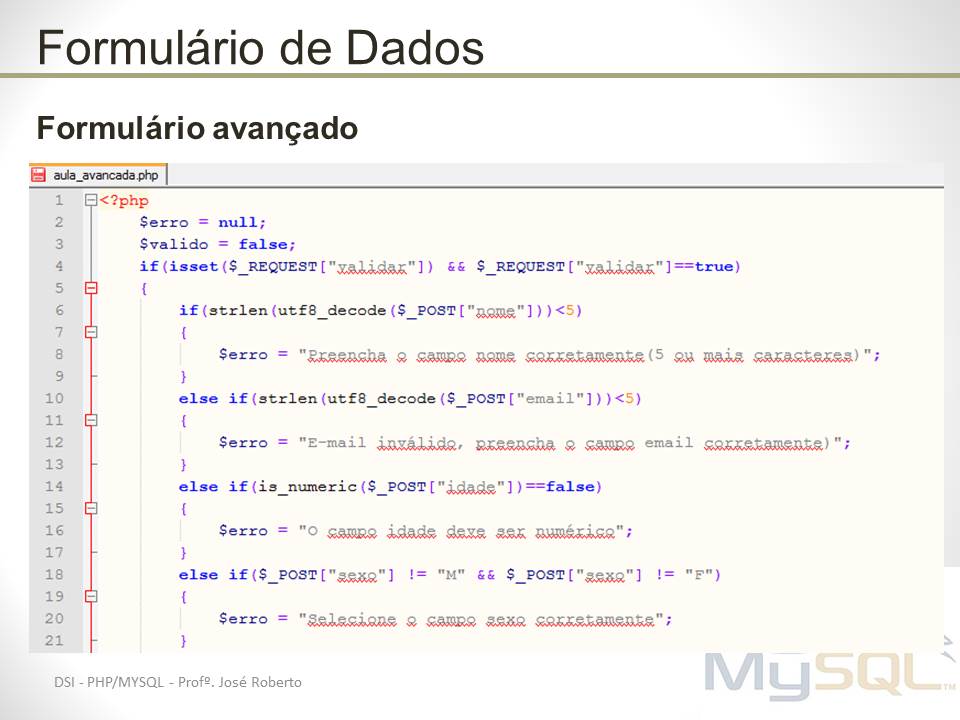 Formulário de Dados
Formulário avançado
aula_avancada.php
1 <?php
2 $erro = null;
3 $valido = false;
4 if(isset($_REQUEST["validar"]) && $_REQUEST["validar"]==true)
5 {
6 if(strlen(utf8_decode($_POST["nome"]))<5)
7 {
8 $erro = "Preencha o campo nome corretamente(5 ou mais caracteres)";
9 }
10 else if(strlen(utf8_decode($_POST["email"]))<5)
11 {
12 $erro = "E-mail inválido, preencha o campo email corretamente)";
13 }
14 else if(is_numeric($_POST["idade"])==false)
15 {
16 $erro = "O campo idade deve ser numérico";
17 }
18 else if($_POST["sexo"] != "M" && $_POST["sexo"] != "F")
19 {
20 $erro = "Selecione o campo sexo corretamente";
21 }
DSI - PHP/MYSQL - Profº. José Roberto
MySQL™